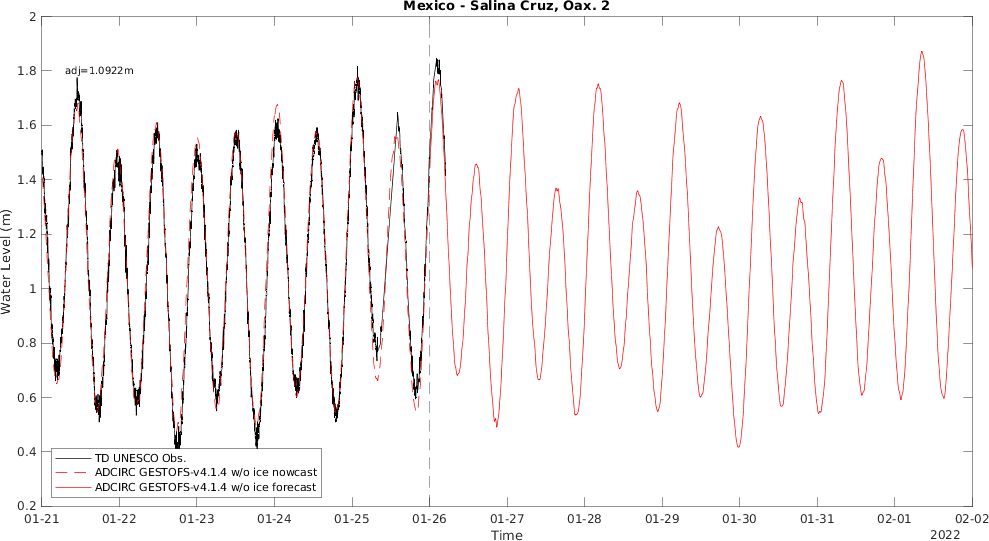 Mexico - Salina Cruz, Oax. 2
2
1.8
1.6
1.4
1.2
1
0.8
0.6
0.4
0.2
Water Level (m)
adj=1.0922m
TD UNESCO Obs.
ADCIRC GESTOFS-v4.1.4 w/o ice nowcast
ADCIRC GESTOFS-v4.1.4 w/o ice forecast
01-21 01-22 01-23 01-24 01-25 01-26 01-27 01-28 01-29 01-30 01-31 02-01 02-02
Time
2022